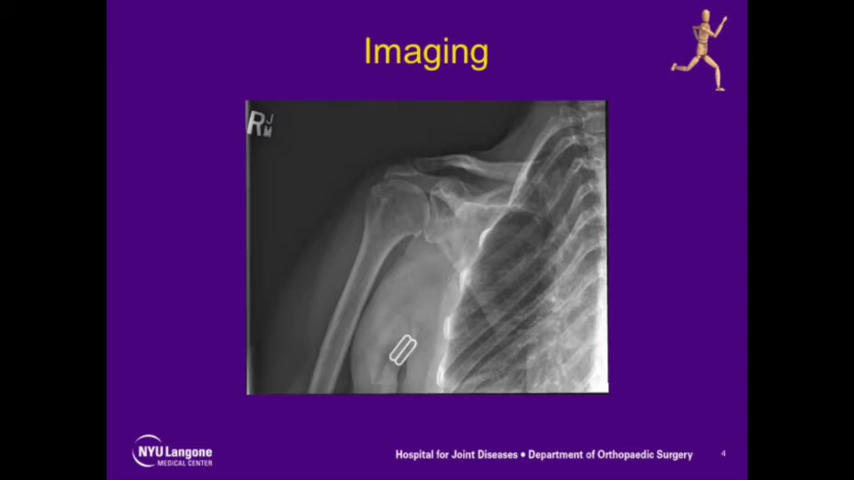 Imaging
R J
M
NYU Langone
MEDICAL CENTER
Hospital for Joint Diseases • Department of Orthopaedic Surgery
4